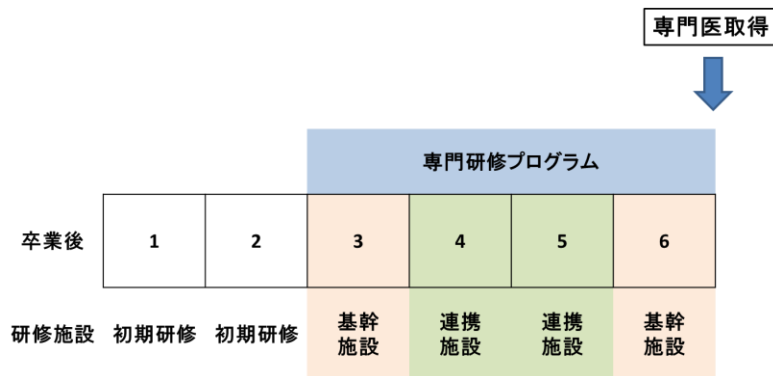 専門医取得
専門研修プログラム
卒業後 1 2 3 4 5 6
研修施設 初期研修 初期研修 基幹 連携 連携 基幹
施設 施設 施設 施設